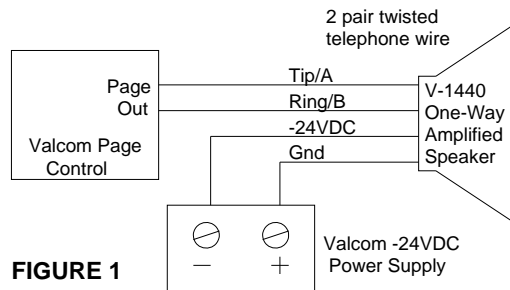 2 pair twisted
telephone wire
Page
Out
Valcom Page
Control
Tip/A
Ring/B
-24VDC
Gnd
V-1440
One-Way
Amplified
Speaker
− +
Valcom -24VDC
Power Supply
FIGURE 1